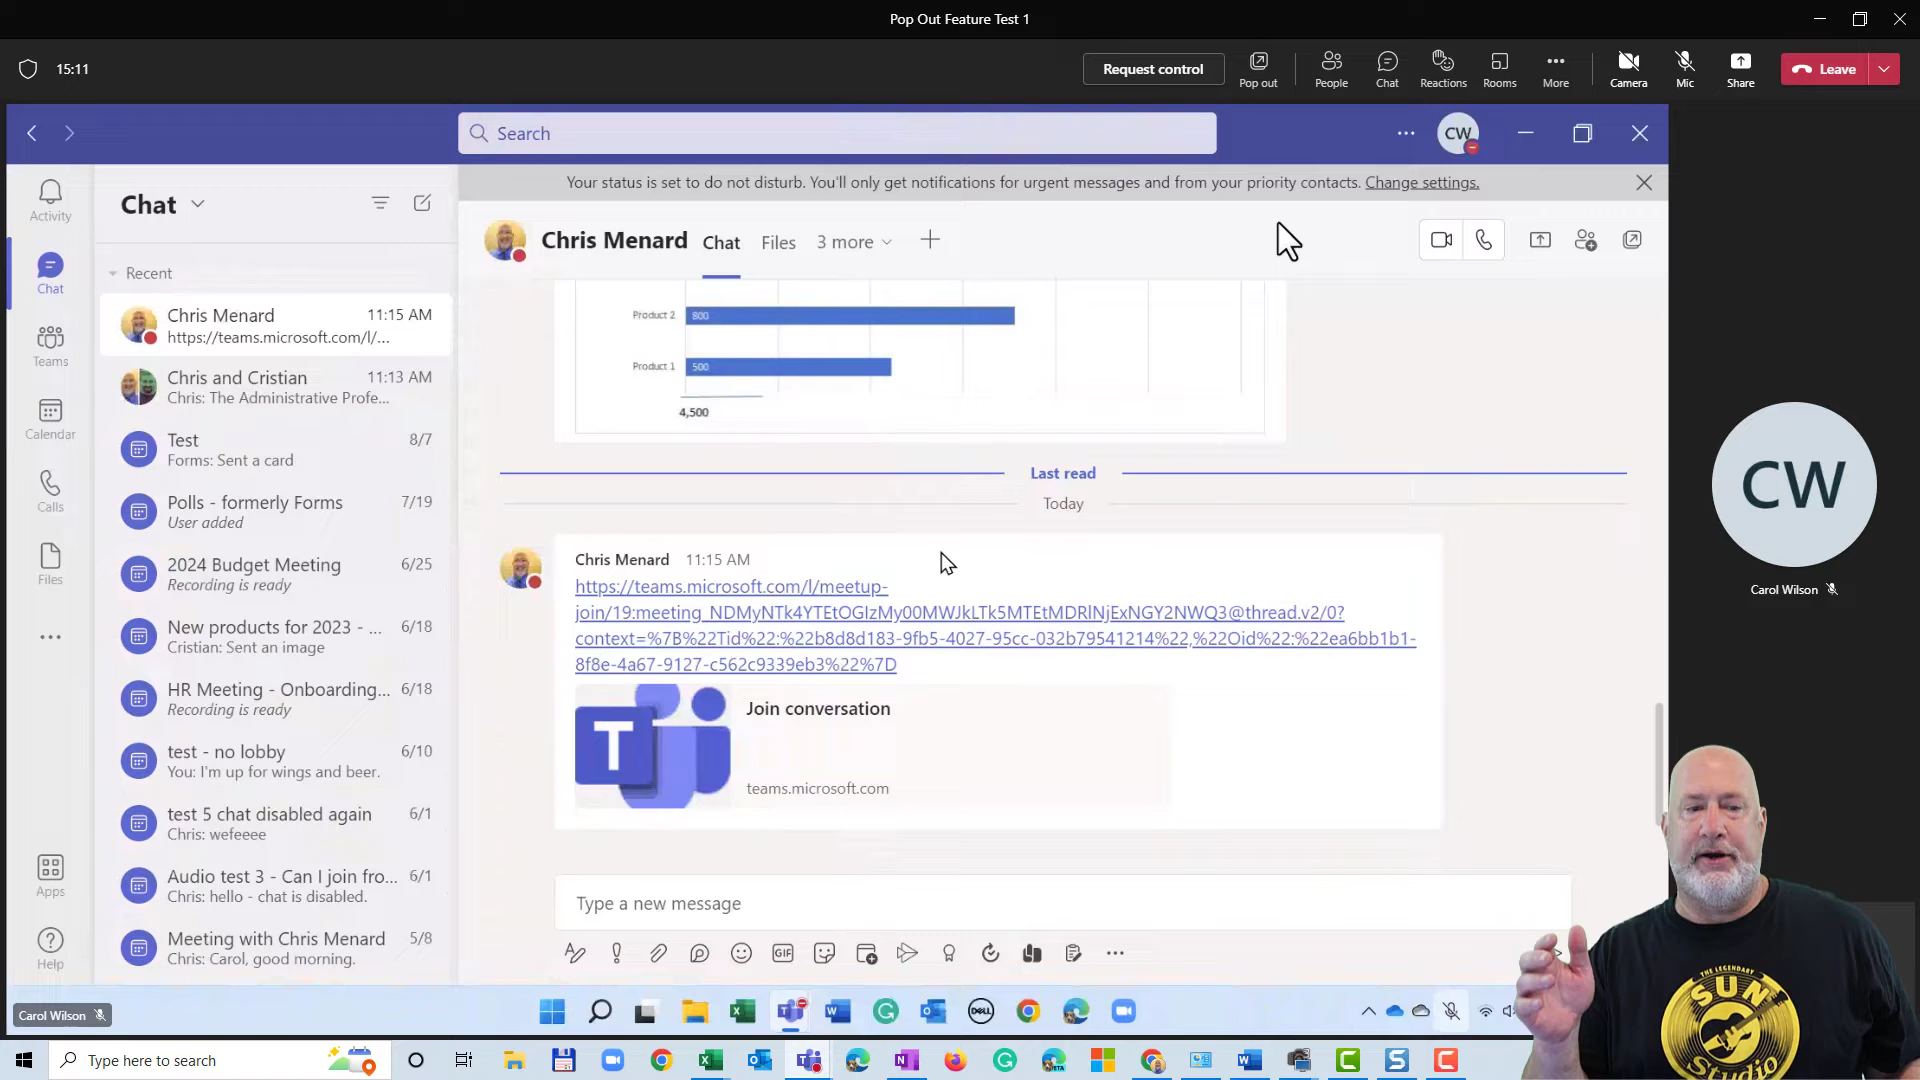 Pop Out Feature Test 1
15:11
Request control
Pop out
People
Chat
Reactions
Rooms
More
Camera
Mic
Share
Leave
Search
CW
Your status is set to do not disturb. You'll only get notifications for urgent messages and from your priority contacts. Change settings.
Activity
Chat
Teams
Calendar
Calls
Files
Apps
Help
Chat
Recent
Chris Menard 11:15 AM
https://teams.microsoft.com/l/...
Chris and Cristian 11:13 AM
Chris: The Administrative Profe...
Test 8/7
Forms: Sent a card
Polls - formerly Forms 7/19
User added
2024 Budget Meeting 6/25
Recording is ready
New products for 2023 - ... 6/18
Cristian: Sent an image
HR Meeting - Onboarding... 6/18
Recording is ready
test - no lobby 6/10
You: I'm up for wings and beer.
test 5 chat disabled again 6/1
Chris: wefeeee
Audio test 3 - Can I join fro... 6/1
Chris: hello - chat is disabled.
Meeting with Chris Menard 5/8
Chris: Carol, good morning.
Chris Menard Chat Files 3 more
Product 2 800
Product 1 500
4,500
Last read
Today
Chris Menard 11:15 AM
https://teams.microsoft.com/l/meetup-
join/19:meeting_NDMyNTk4YTEtOGIzMy00MWJkLTk5MTEtMDRlNjExNGY2NWQ3@thread.v2/0?
context=%7B%22Tid%22:%22b8d8d183-9fb5-4027-95cc-032b79541214%22,%22Oid%22:%22ea6bb1b1-
8f8e-4a67-9127-c562c9339eb3%22%7D
T
Join conversation
teams.microsoft.com
Type a new message
GIF
CW
Carol Wilson
THE LEGENDARY
SUN
Studio
Carol Wilson
DELL
Type here to search